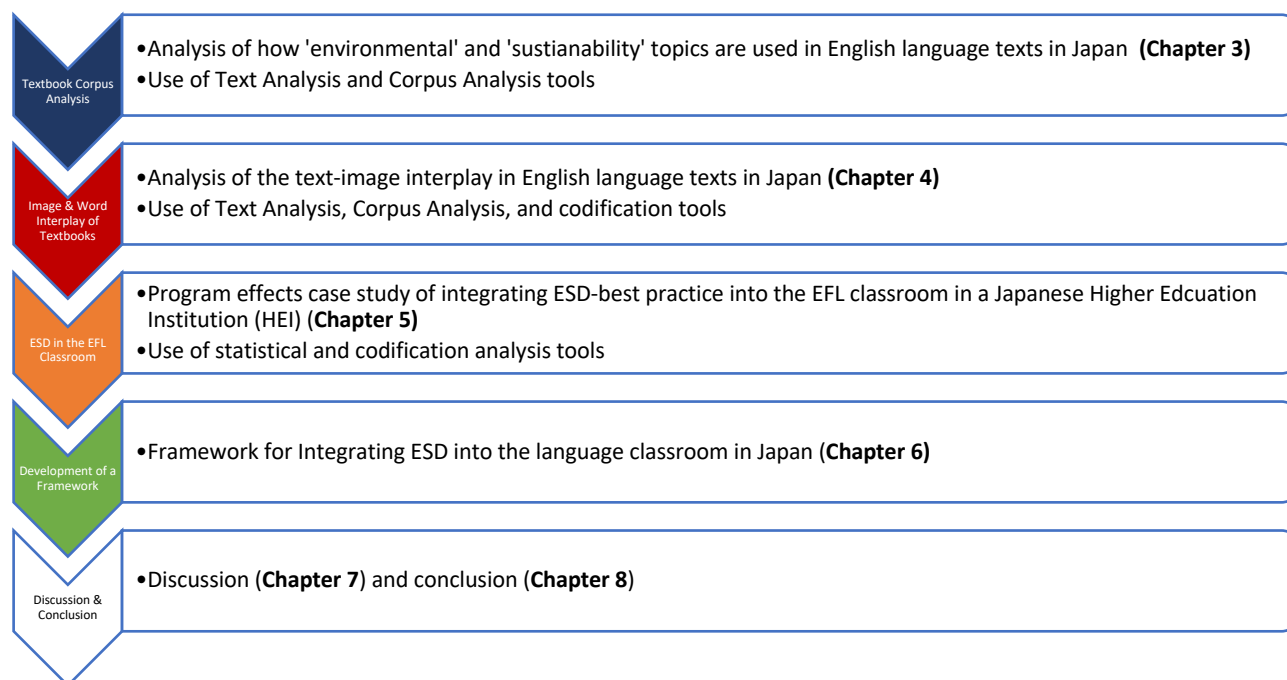 Textbook Corpus
Analysis
•Analysis of how 'environmental' and 'sustianability' topics are used in English language texts in Japan (Chapter 3)
•Use of Text Analysis and Corpus Analysis tools
Image & Word
Interplay of
Textbooks
•Analysis of the text-image interplay in English language texts in Japan (Chapter 4)
•Use of Text Analysis, Corpus Analysis, and codification tools
ESD in the EFL
Classroom
•Program effects case study of integrating ESD-best practice into the EFL classroom in a Japanese Higher Edcuation
Institution (HEI) (Chapter 5)
•Use of statistical and codification analysis tools
Development of a
Framework
•Framework for Integrating ESD into the language classroom in Japan (Chapter 6)
Discussion &
Conclusion
•Discussion (Chapter 7) and conclusion (Chapter 8)